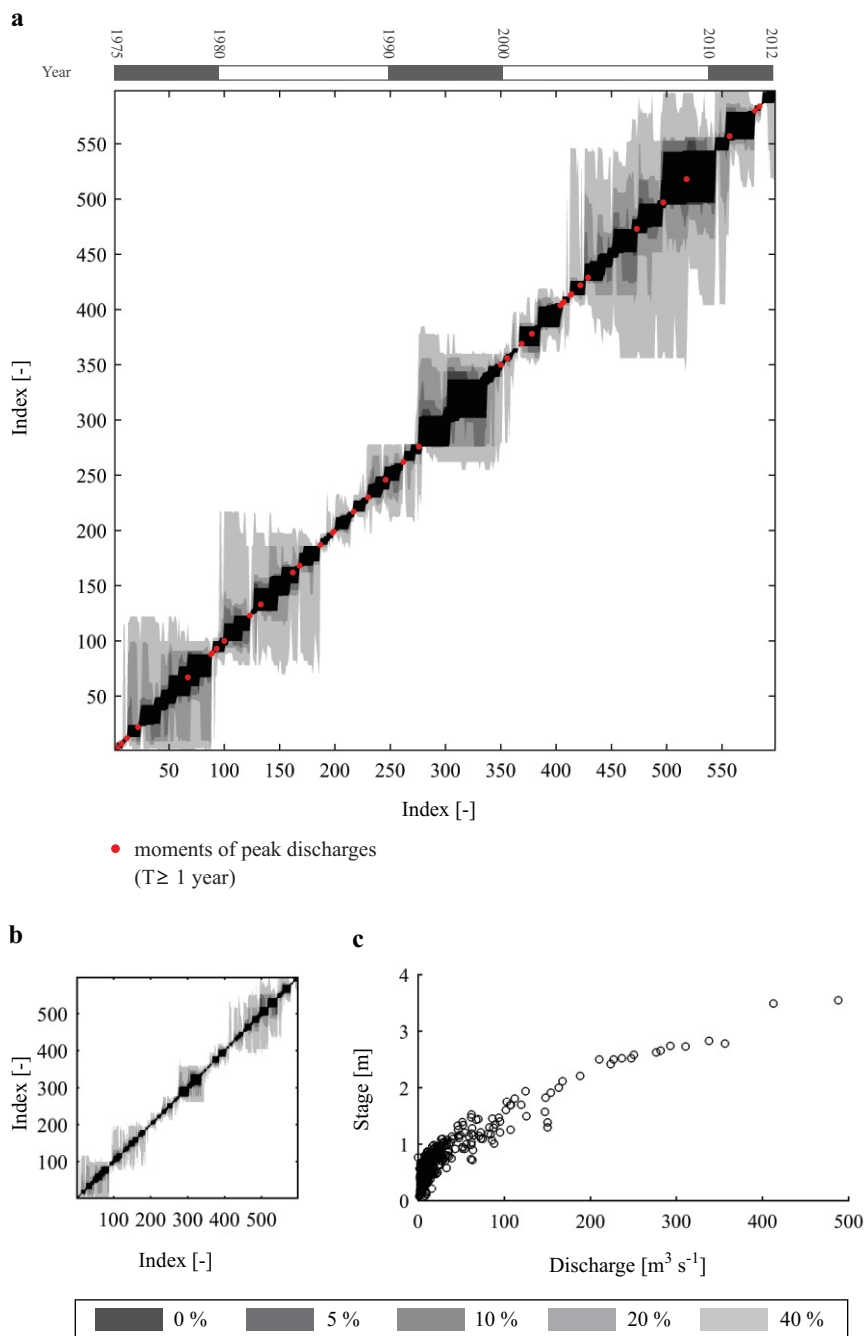 a
1975 1980 1990 2000 2010 2012
Year
550
500
450
400
350
300
250
200
150
100
50
Index [-]
50 100 150 200 250 300 350 400 450 500 550
Index [-]
moments of peak discharges
(T≥ 1 year)
b
500
400
300
200
100
Index [-]
100 200 300 400 500
Index [-]
c
4
3
2
1
0
Stage [m]
0 100 200 300 400 500
Discharge [m³ s⁻¹]
0 % 5 % 10 % 20 % 40 %